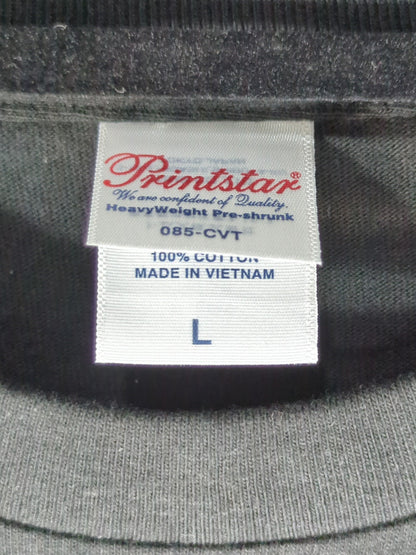 Printstar®
We are confident of Quality.
HeavyWeight Pre-shrunk
085-CVT
100% COTTON
MADE IN VIETNAM
L